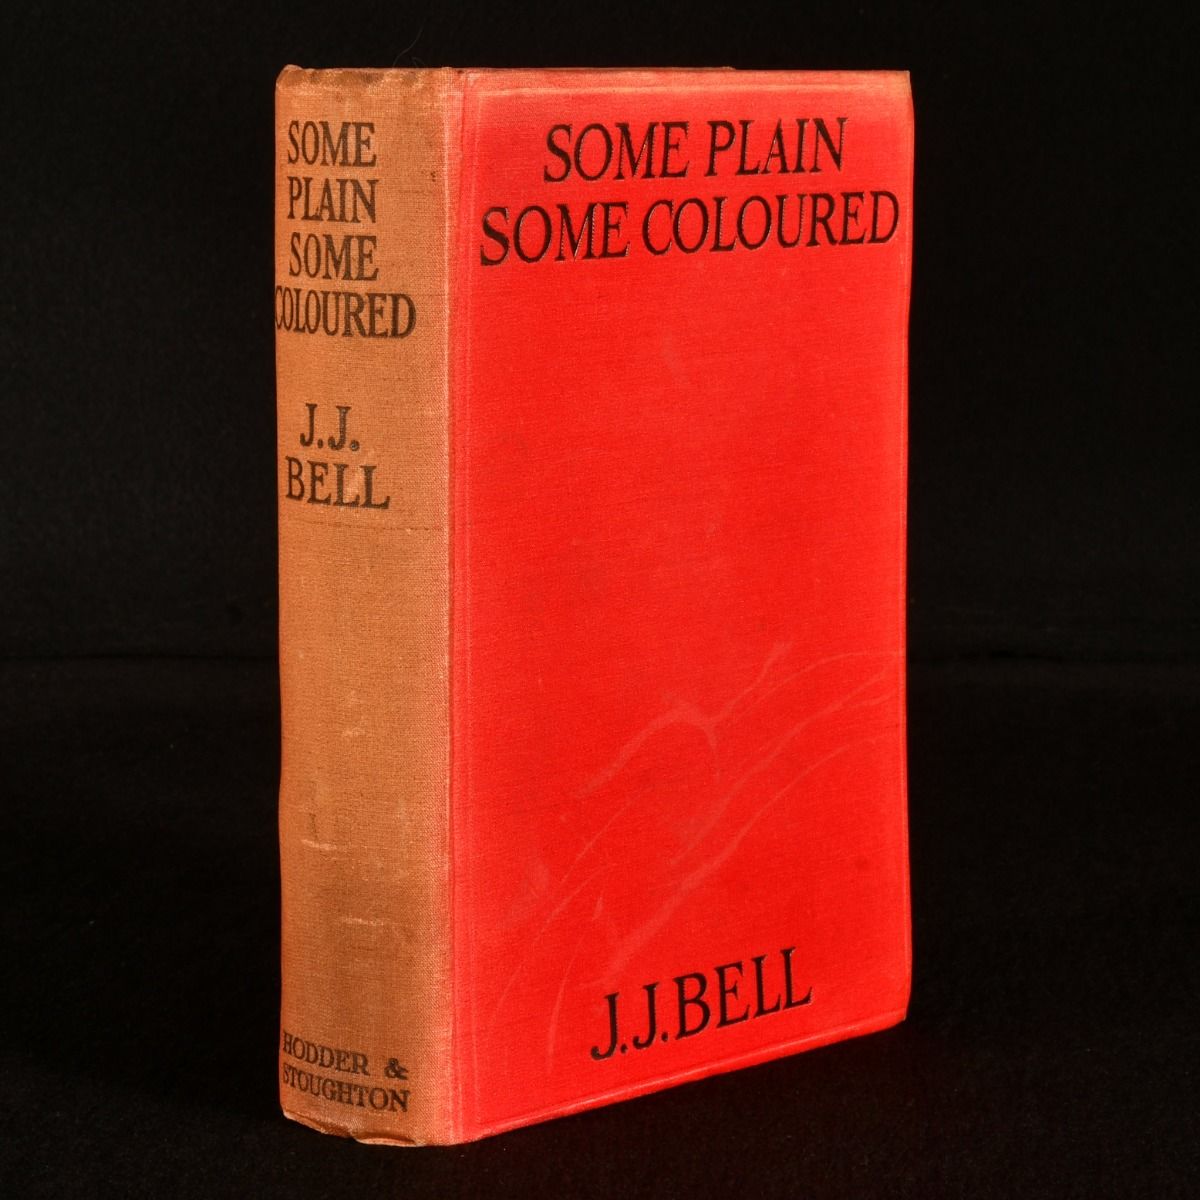 SOME
PLAIN
SOME
COLOURED
J.J.
BELL
HODDER &
STOUGHTON
SOME PLAIN
SOME COLOURED
J.J.BELL